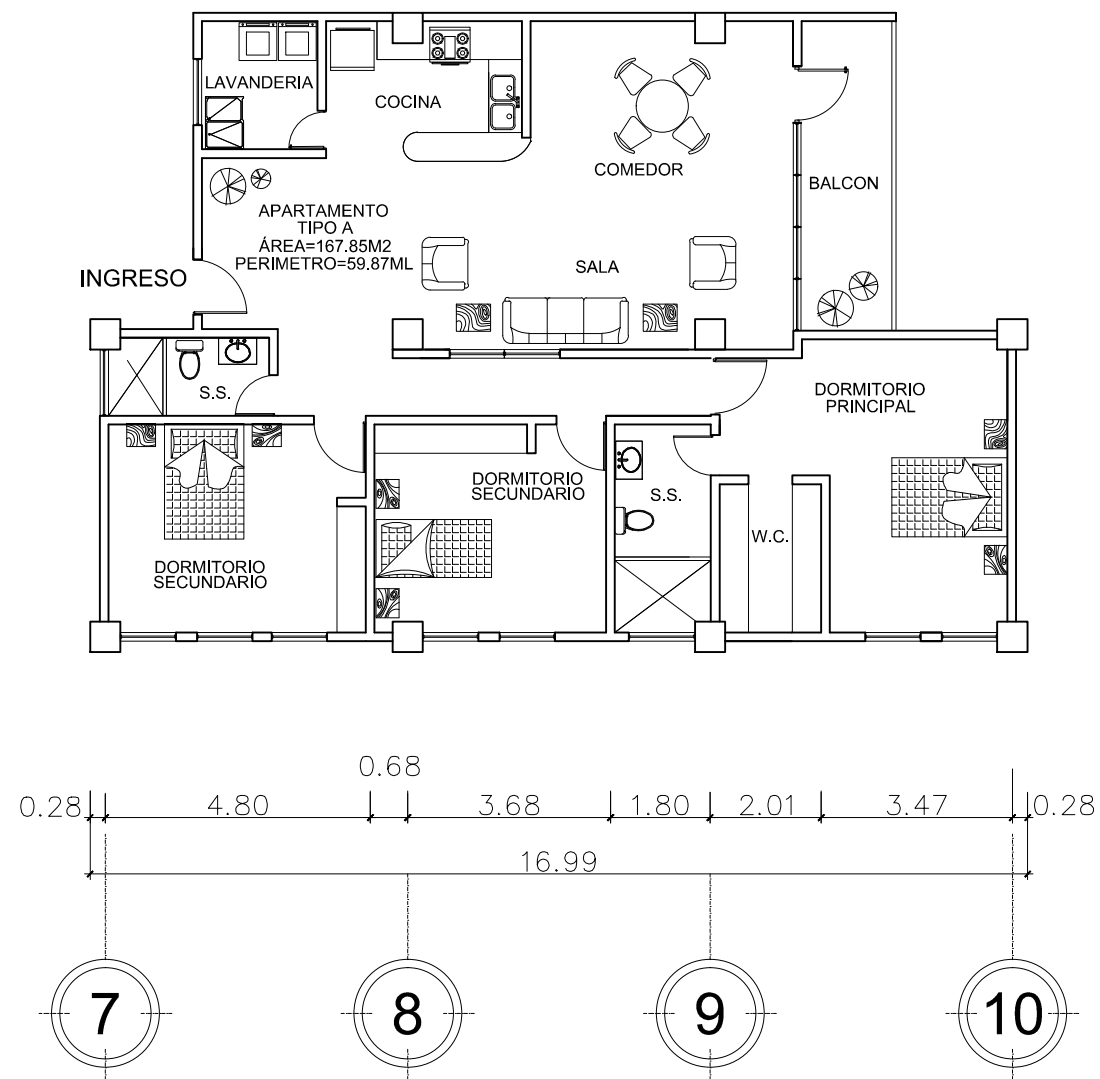 LAVANDERIA
COCINA
COMEDOR
BALCON
APARTAMENTO
TIPO A
ÁREA=167.85M2
PERIMETRO=59.87ML
SALA
INGRESO
S.S.
DORMITORIO
PRINCIPAL
DORMITORIO
SECUNDARIO
S.S.
W.C.
DORMITORIO
SECUNDARIO
0.68
0.28
4.80
3.68
1.80
2.01
3.47
0.28
16.99
7
8
9
10